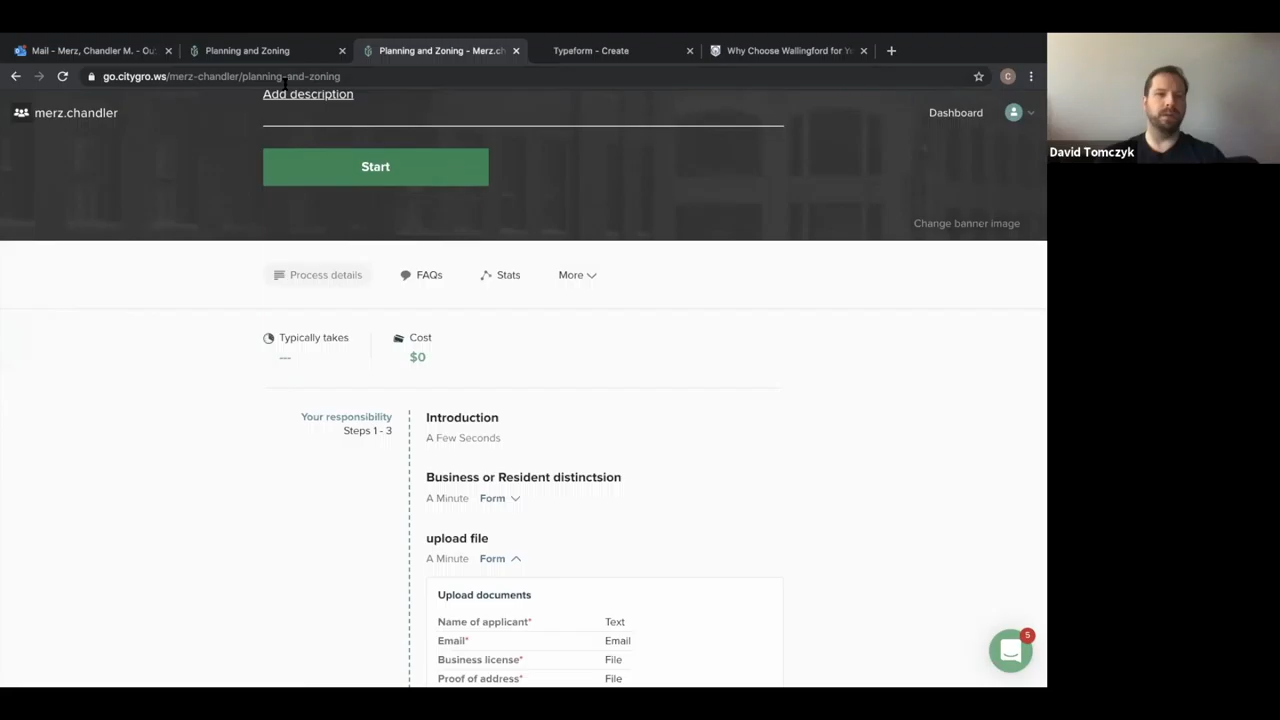 Mail - Merz, Chandler M. - Ou
Planning and Zoning
Planning and Zoning - Merz.ch
Typeform - Create
Why Choose Wallingford for Y
go.citygro.ws/merz-chandler/planning-and-zoning
C
Add description
merz.chandler
Dashboard
David Tomczyk
Start
Change banner image
Process details
FAQs
Stats
More
Typically takes
---
Cost
$0
Your responsibility
Steps 1 - 3
Introduction
A Few Seconds
Business or Resident distinctsion
A Minute Form
upload file
A Minute Form
Upload documents
Name of applicant* Text
Email* Email
Business license* File
Proof of address* File
5